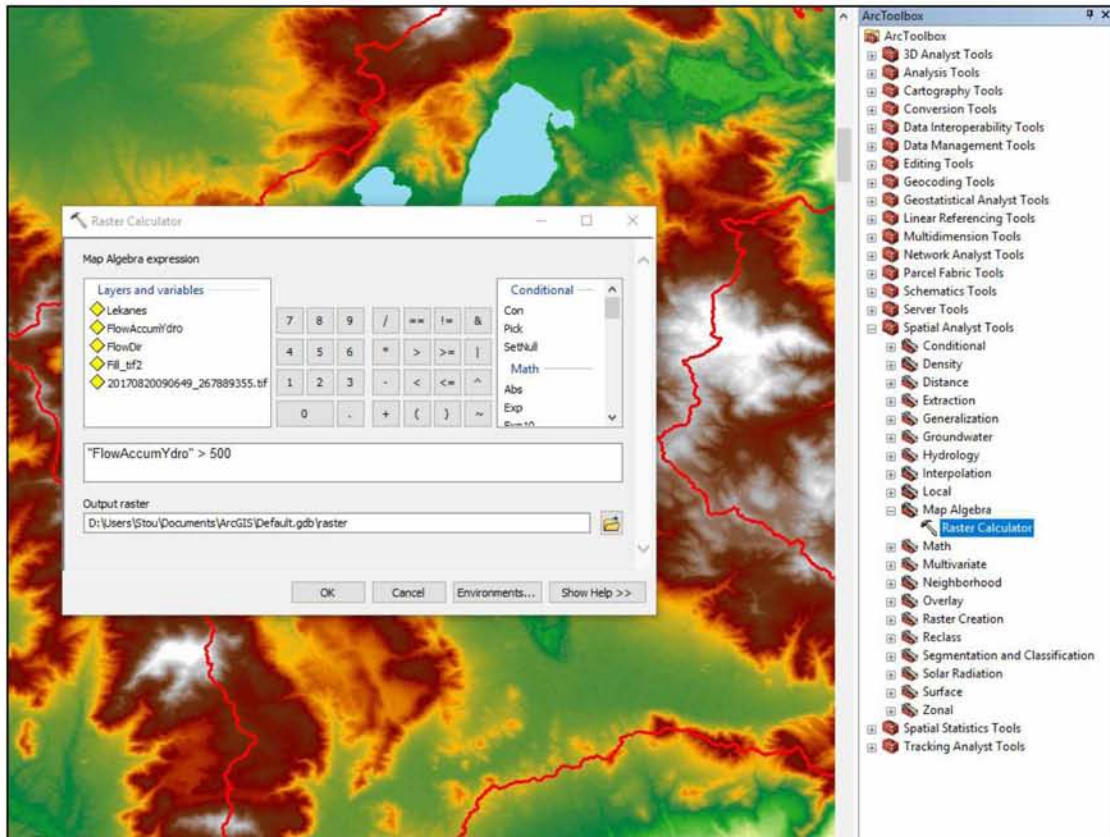 ArcToolbox
ArcToolbox
3D Analyst Tools
Analysis Tools
Cartography Tools
Conversion Tools
Data Interoperability Tools
Data Management Tools
Editing Tools
Geocoding Tools
Geostatistical Analyst Tools
Linear Referencing Tools
Multidimension Tools
Network Analyst Tools
Parcel Fabric Tools
Schematics Tools
Server Tools
Spatial Analyst Tools
Conditional
Density
Distance
Extraction
Generalization
Groundwater
Hydrology
Interpolation
Local
Map Algebra
Raster Calculator
Math
Multivariate
Neighborhood
Overlay
Raster Creation
Reclass
Segmentation and Classification
Solar Radiation
Surface
Zonal
Spatial Statistics Tools
Tracking Analyst Tools
Raster Calculator
Map Algebra expression
Layers and variables
Lekanes
FlowAccumYdro
FlowDir
Fill_tif2
20170820090649_267889355.tif
7 8 9 / == != &
4 5 6 * > >= |
1 2 3 - < <= ^
0 . + ( ) ~
Conditional
Con
Pick
SetNull
Math
Abs
Exp
Exp10
"FlowAccumYdro" > 500
Output raster
D:\Users\Stou\Documents\ArcGIS\Default.gdb\raster
OK Cancel Environments... Show Help >>